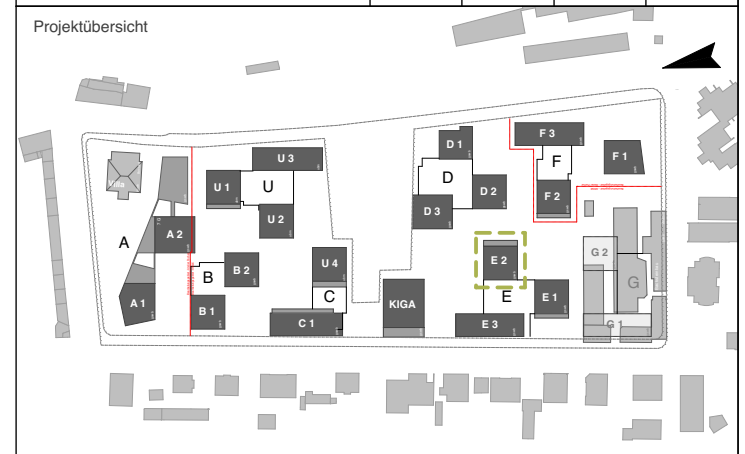 Projektübersicht
F 3
D 1
U 3
F
F 1
Villa
D
U 1
U
D 2
F 2
D 3
U 2
A
A 2
G 2
E 2
U 4
B 2
B
G
E
C
E 1
A 1
KIGA
B 1
C 1
E 3
G 1